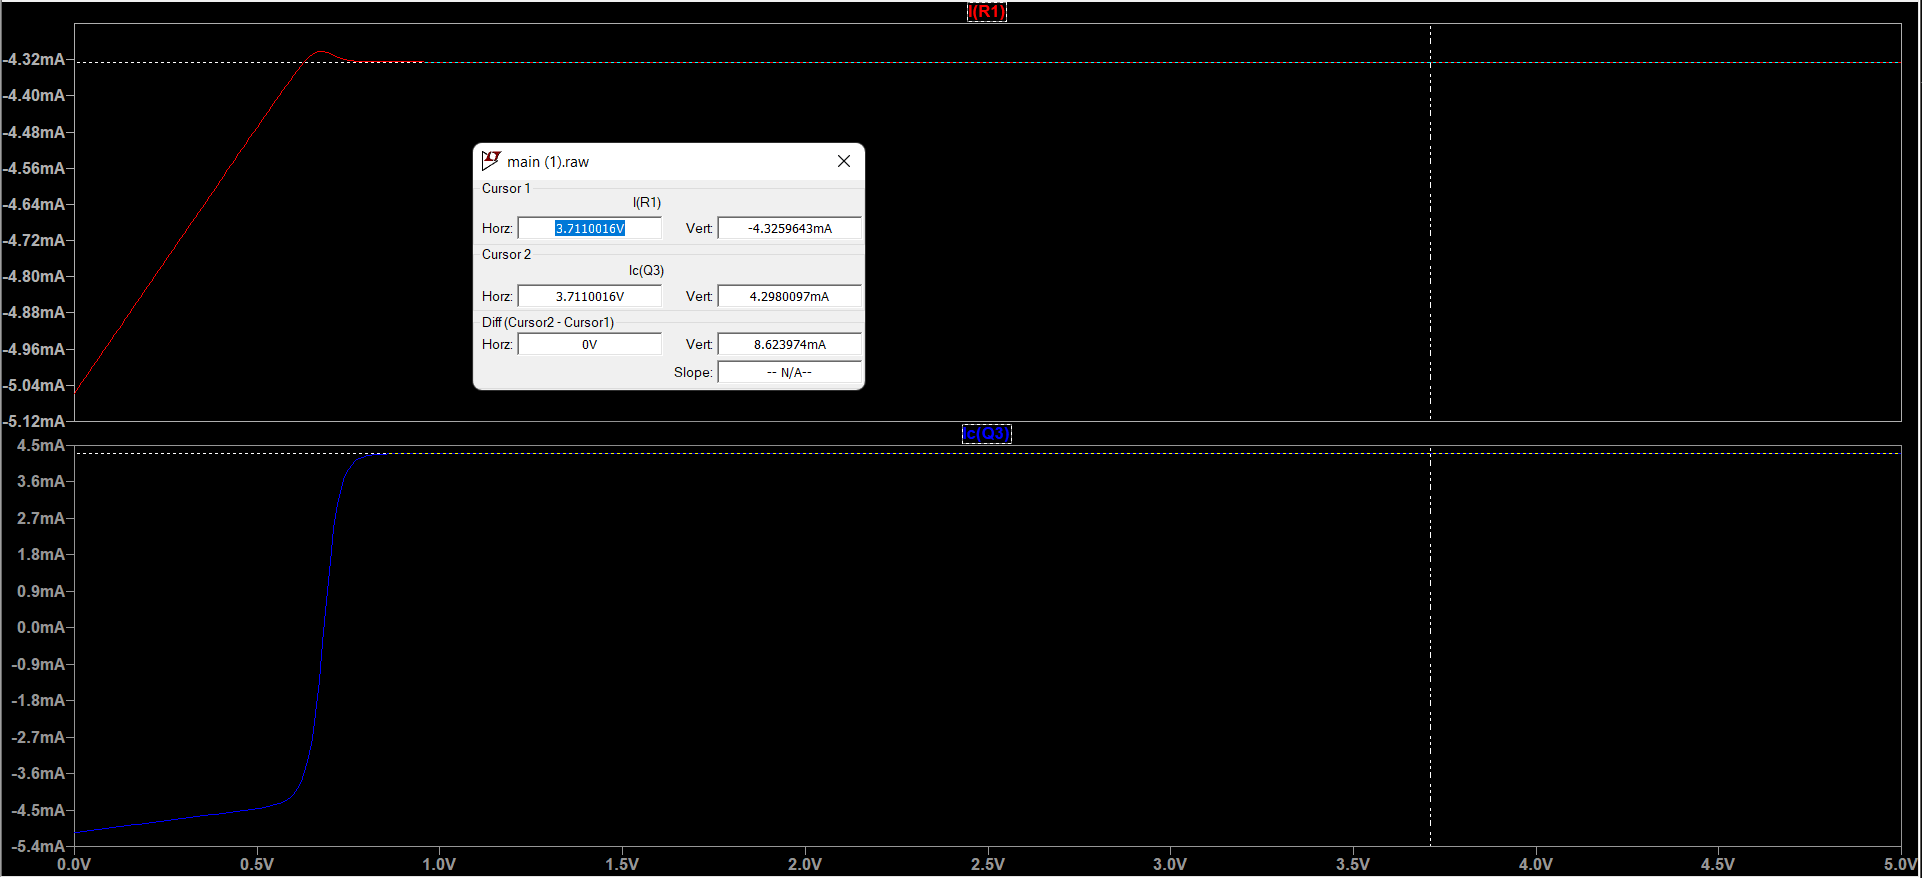 I(R1)
-4.32mA
-4.40mA
-4.48mA
-4.56mA
-4.64mA
-4.72mA
-4.80mA
-4.88mA
-4.96mA
-5.04mA
-5.12mA
main (1).raw
Cursor 1
I(R1)
Horz: 3.7110016V Vert: -4.3259643mA
Cursor 2
Ic(Q3)
Horz: 3.7110016V Vert: 4.2980097mA
Diff (Cursor2 - Cursor1)
Horz: 0V Vert: 8.623974mA
Slope: -- N/A--
Ic(Q3)
4.5mA
3.6mA
2.7mA
1.8mA
0.9mA
0.0mA
-0.9mA
-1.8mA
-2.7mA
-3.6mA
-4.5mA
-5.4mA
0.0V 0.5V 1.0V 1.5V 2.0V 2.5V 3.0V 3.5V 4.0V 4.5V 5.0V